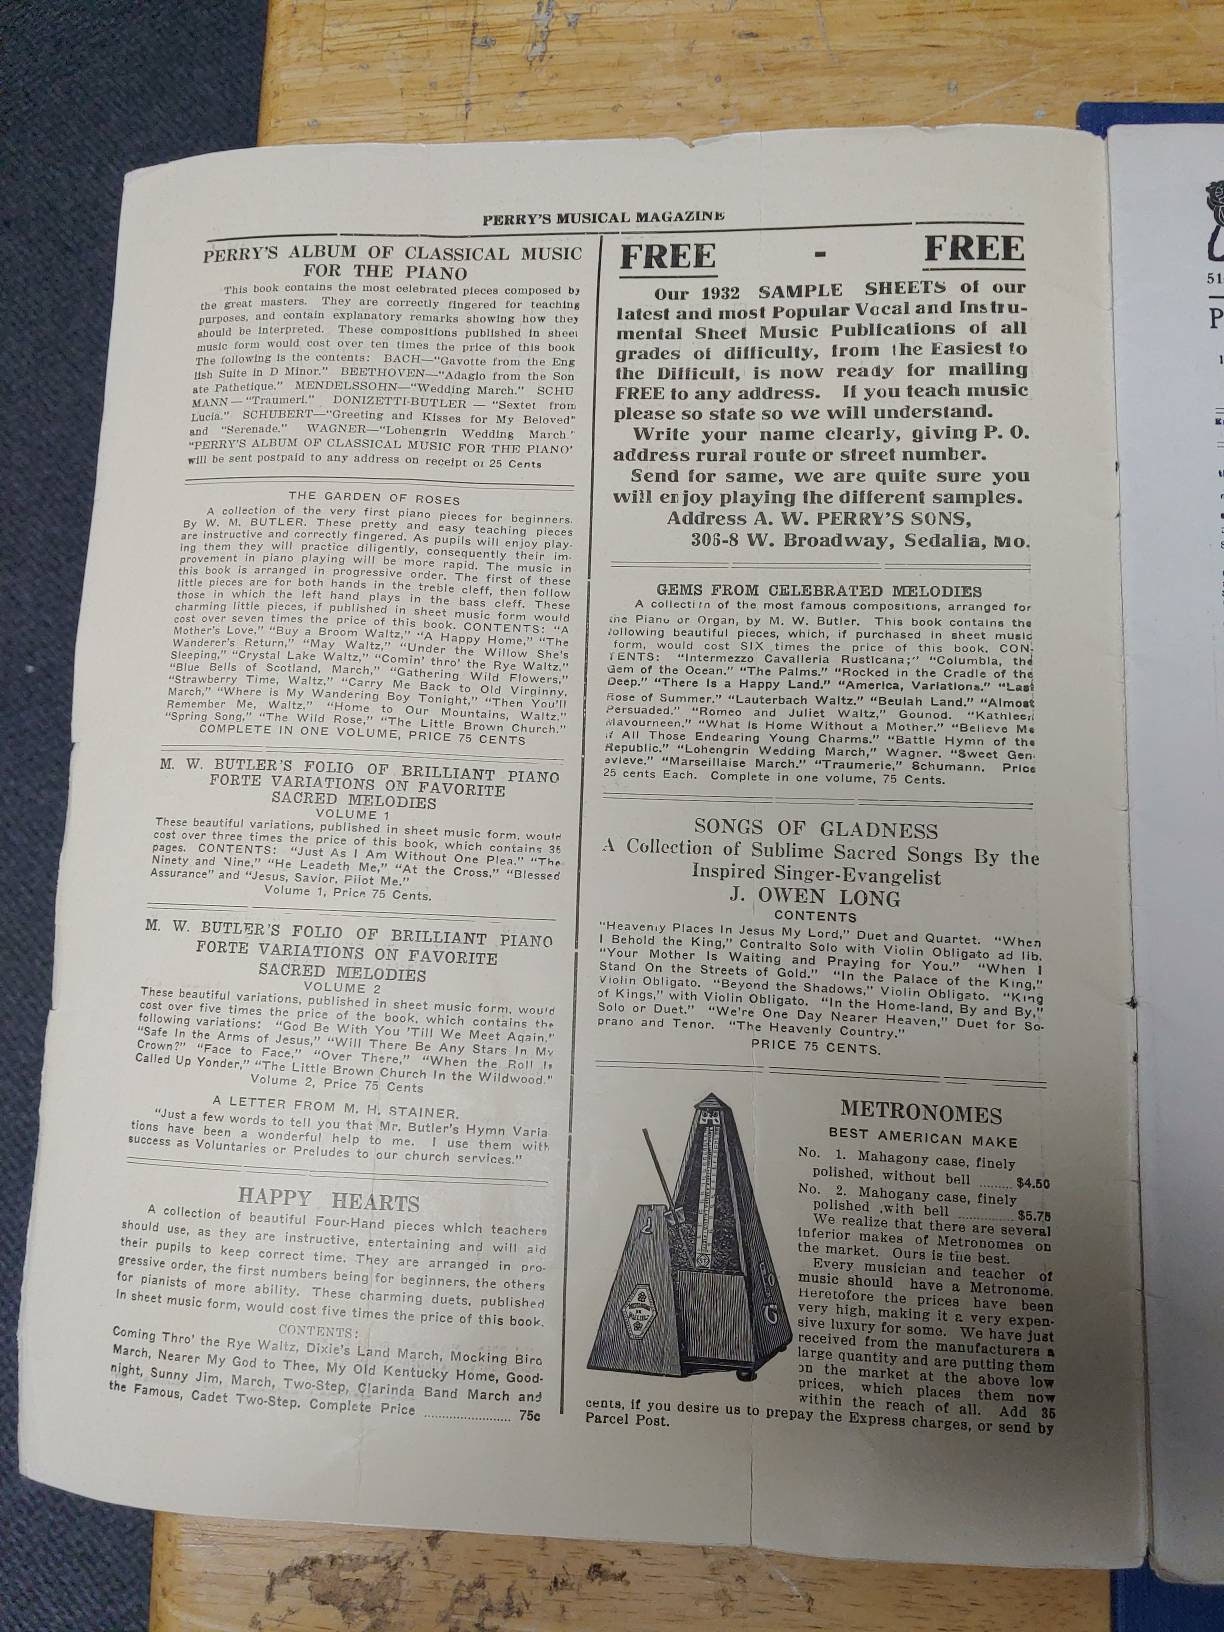 PERRY'S MUSICAL MAGAZINE
PERRY'S ALBUM OF CLASSICAL MUSIC
FOR THE PIANO
This book contains the most celebrated pieces composed by
the great masters. They are correctly fingered for teaching
purposes, and contain explanatory remarks showing how they
should be interpreted. These compositions published in sheet
music form would cost over ten times the price of this book
The following is the contents: BACH—"Gavotte from the Eng
lish Suite in D Minor." BEETHOVEN—"Adagio from the Son
ate Pathetique." MENDELSSOHN—"Wedding March." SCHU
MANN—"Traumeri." DONIZETTI-BUTLER — "Sextet from
Lucia." SCHUBERT—"Greeting and Kisses for My Beloved"
and "Serenade." WAGNER—"Lohengrin Wedding March"
"PERRY'S ALBUM OF CLASSICAL MUSIC FOR THE PIANO'
will be sent postpaid to any address on receipt of 25 Cents
THE GARDEN OF ROSES
A collection of the very first piano pieces for beginners.
By W. M. BUTLER. These pretty and easy teaching pieces
are instructive and correctly fingered. As pupils will enjoy play-
ing them they will practice diligently, consequently their im-
provement in piano playing will be more rapid. The music in
this book is arranged in progressive order. The first of these
little pieces are for both hands in the treble cleff, then follow
those in which the left hand plays in the bass cleff. These
charming little pieces, if published in sheet music form would
cost over seven times the price of this book. CONTENTS: "A
Mother's Love." "Buy a Broom Waltz," "A Happy Home," "The
Wanderer's Return," "May Waltz," "Under the Willow She's
Sleeping," "Crystal Lake Waltz," "Comin' thro' the Rye Waltz,"
"Blue Bells of Scotland, March," "Gathering Wild Flowers,"
"Strawberry Time, Waltz," "Carry Me Back to Old Virginny,
March," "Where is My Wandering Boy Tonight," "Then You'll
Remember Me, Waltz." "Home to Our Mountains, Waltz."
"Spring Song," "The Wild Rose," "The Little Brown Church."
COMPLETE IN ONE VOLUME, PRICE 75 CENTS
M. W. BUTLER'S FOLIO OF BRILLIANT PIANO
FORTE VARIATIONS ON FAVORITE
SACRED MELODIES
VOLUME 1
These beautiful variations, published in sheet music form, would
cost over three times the price of this book, which contains 35
pages. CONTENTS: "Just As I Am Without One Plea." "The
Ninety and Nine," "He Leadeth Me," "At the Cross," "Blessed
Assurance" and "Jesus, Savior, Pilot Me."
Volume 1, Price 75 Cents.
M. W. BUTLER'S FOLIO OF BRILLIANT PIANO
FORTE VARIATIONS ON FAVORITE
SACRED MELODIES
VOLUME 2
These beautiful variations, published in sheet music form, would
cost over five times the price of the book, which contains the
following variations: "God Be With You 'Till We Meet Again."
"Safe In the Arms of Jesus," "Will There Be Any Stars In My
Crown?" "Face to Face," "Over There," "When the Roll Is
Called Up Yonder," "The Little Brown Church In the Wildwood."
Volume 2, Price 75 Cents
A LETTER FROM M. H. STAINER.
"Just a few words to tell you that Mr. Butler's Hymn Varia
tions have been a wonderful help to me. I use them with
success as Voluntaries or Preludes to our church services."
HAPPY HEARTS
A collection of beautiful Four-Hand pieces which teachers
should use, as they are instructive, entertaining and will aid
their pupils to keep correct time. They are arranged in pro-
gressive order, the first numbers being for beginners, the others
for pianists of more ability. These charming duets, published
In sheet music form, would cost five times the price of this book.
CONTENTS:
Coming Thro' the Rye Waltz, Dixie's Land March, Mocking Bird
March, Nearer My God to Thee, My Old Kentucky Home, Good-
night, Sunny Jim, March, Two-Step, Clarinda Band March and
the Famous, Cadet Two-Step. Complete Price ........................ 75c
FREE - FREE
Our 1932 SAMPLE SHEETS of our
latest and most Popular Vocal and Instru-
mental Sheet Music Publications of all
grades of difficulty, from the Easiest to
the Difficult, is now ready for mailing
FREE to any address. If you teach music
please so state so we will understand.
Write your name clearly, giving P. O.
address rural route or street number.
Send for same, we are quite sure you
will enjoy playing the different samples.
Address A. W. PERRY'S SONS,
306-8 W. Broadway, Sedalia, Mo.
GEMS FROM CELEBRATED MELODIES
A collection of the most famous compositions, arranged for
the Piano or Organ, by M. W. Butler. This book contains the
following beautiful pieces, which, if purchased in sheet music
form, would cost SIX times the price of this book. CON-
TENTS: "Intermezzo Cavalleria Rusticana;" "Columbia, the
Gem of the Ocean." "The Palms." "Rocked in the Cradle of the
Deep." "There Is a Happy Land." "America, Variations." "Last
Rose of Summer." "Lauterbach Waltz." "Beulah Land." "Almost
Persuaded." "Romeo and Juliet Waltz," Gounod. "Kathleen
Mavourneen." "What is Home Without a Mother." "Believe Me
if All Those Endearing Young Charms." "Battle Hymn of the
Republic." "Lohengrin Wedding March," Wagner. "Sweet Gen-
evieve." "Marseillaise March." "Traumerie," Schumann. Price
25 cents Each. Complete in one volume, 75 Cents.
SONGS OF GLADNESS
A Collection of Sublime Sacred Songs By the
Inspired Singer-Evangelist
J. OWEN LONG
CONTENTS
"Heavenly Places In Jesus My Lord," Duet and Quartet. "When
I Behold the King," Contralto Solo with Violin Obligato ad lib.
"Your Mother Is Waiting and Praying for You." "When I
Stand On the Streets of Gold." "In the Palace of the King,"
Violin Obligato. "Beyond the Shadows," Violin Obligato. "King
of Kings," with Violin Obligato. "In the Home-land, By and By,"
Solo or Duet." "We're One Day Nearer Heaven," Duet for So-
prano and Tenor. "The Heavenly Country."
PRICE 75 CENTS.
METRONOMES
BEST AMERICAN MAKE
No. 1. Mahagony case, finely
polished, without bell ......... $4.50
No. 2. Mahogany case, finely
polished ,with bell ............... $5.75
We realize that there are several
inferior makes of Metronomes on
the market. Ours is the best.
Every musician and teacher of
music should have a Metronome.
Heretofore the prices have been
very high, making it a very expen-
sive luxury for some. We have just
received from the manufacturers a
large quantity and are putting them
on the market at the above low
prices, which places them now
within the reach of all. Add 35
cents, if you desire us to prepay the Express charges, or send by
Parcel Post.
51
P